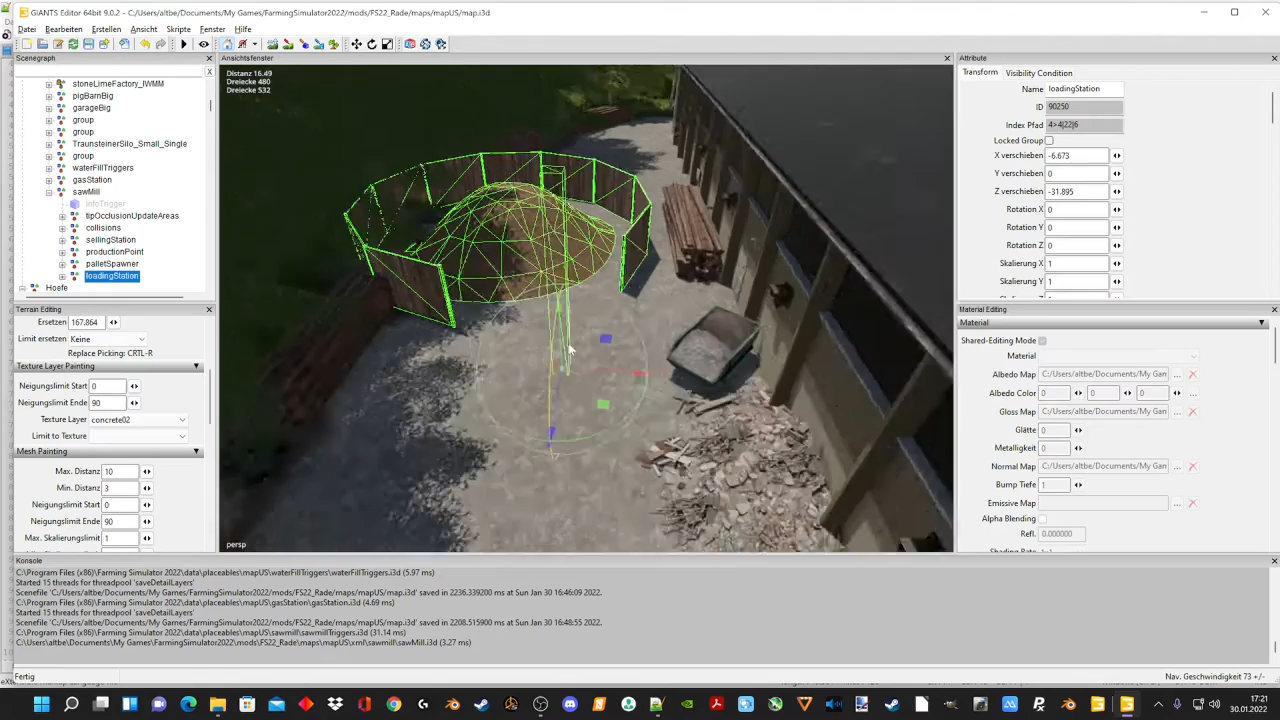 GIANTS Editor 64bit 9.0.2 - C:/Users/altbe/Documents/My Games/FarmingSimulator2022/mods/FS22_Rade/maps/mapUS/map.i3d
Datei Bearbeiten Erstellen Ansicht Skripte Fenster Hilfe
Scenegraph
X
stoneLimeFactory_IWMM
pigBarnBig
garageBig
group
group
TraunsteinerSilo_Small_Single
group
waterFillTriggers
gasStation
sawMill
infoTrigger
tipOcclusionUpdateAreas
collisions
sellingStation
productionPoint
palletSpawner
loadingStation
Hoefe
Terrain Editing
Ersetzen 167.864
Limit ersetzen Keine
Replace Picking: CRTL-R
Texture Layer Painting
Neigungslimit Start 0
Neigungslimit Ende 90
Texture Layer concrete02
Limit to Texture
Mesh Painting
Max. Distanz 10
Min. Distanz 3
Neigungslimit Start 0
Neigungslimit Ende 90
Max. Skalierungslimit 1
Ansichtsfenster
Distanz 16.49
Dreiecke 480
Dreiecke 532
persp
Attribute
Transform Visibility Condition
Name loadingStation
ID 90250
Index Pfad 4>4|22|6
Locked Group
X verschieben -6.673
Y verschieben 0
Z verschieben -31.895
Rotation X 0
Rotation Y 0
Rotation Z 0
Skalierung X 1
Skalierung Y 1
Skalierung Z 1
Material Editing
Material
Shared-Editing Mode
Material
Albedo Map C:/Users/altbe/Documents/My Gan ...
Albedo Color 0 0 0 ...
Gloss Map C:/Users/altbe/Documents/My Gan ...
Glätte 0
Metalligkeit 0
Normal Map C:/Users/altbe/Documents/My Gan ...
Bump Tiefe 1
Emissive Map ...
Alpha Blending
Refl. 0.000000
Konsole
C:\Program Files (x86)\Farming Simulator 2022\data\placeables\mapUS\waterFillTriggers\waterFillTriggers.i3d (5.97 ms)
Started 15 threads for threadpool 'saveDetailLayers'
Scenefile 'C:/Users/altbe/Documents/My Games/FarmingSimulator2022/mods/FS22_Rade/maps/mapUS/map.i3d' saved in 2236.339200 ms at Sun Jan 30 16:46:09 2022.
C:\Program Files (x86)\Farming Simulator 2022\data\placeables\mapUS\gasStation\gasStation.i3d (4.69 ms)
Started 15 threads for threadpool 'saveDetailLayers'
Scenefile 'C:/Users/altbe/Documents/My Games/FarmingSimulator2022/mods/FS22_Rade/maps/mapUS/map.i3d' saved in 2208.515900 ms at Sun Jan 30 16:48:55 2022.
C:\Program Files (x86)\Farming Simulator 2022\data\placeables\mapUS\sawmill\sawmillTriggers.i3d (31.14 ms)
C:\Users\altbe\Documents\My Games\FarmingSimulator2022\mods\FS22_Rade\maps\mapUS\xml\sawmill\sawMill.i3d (3.27 ms)
Fertig
Nav. Geschwindigkeit 73 +/-
17:21
30.01.2022